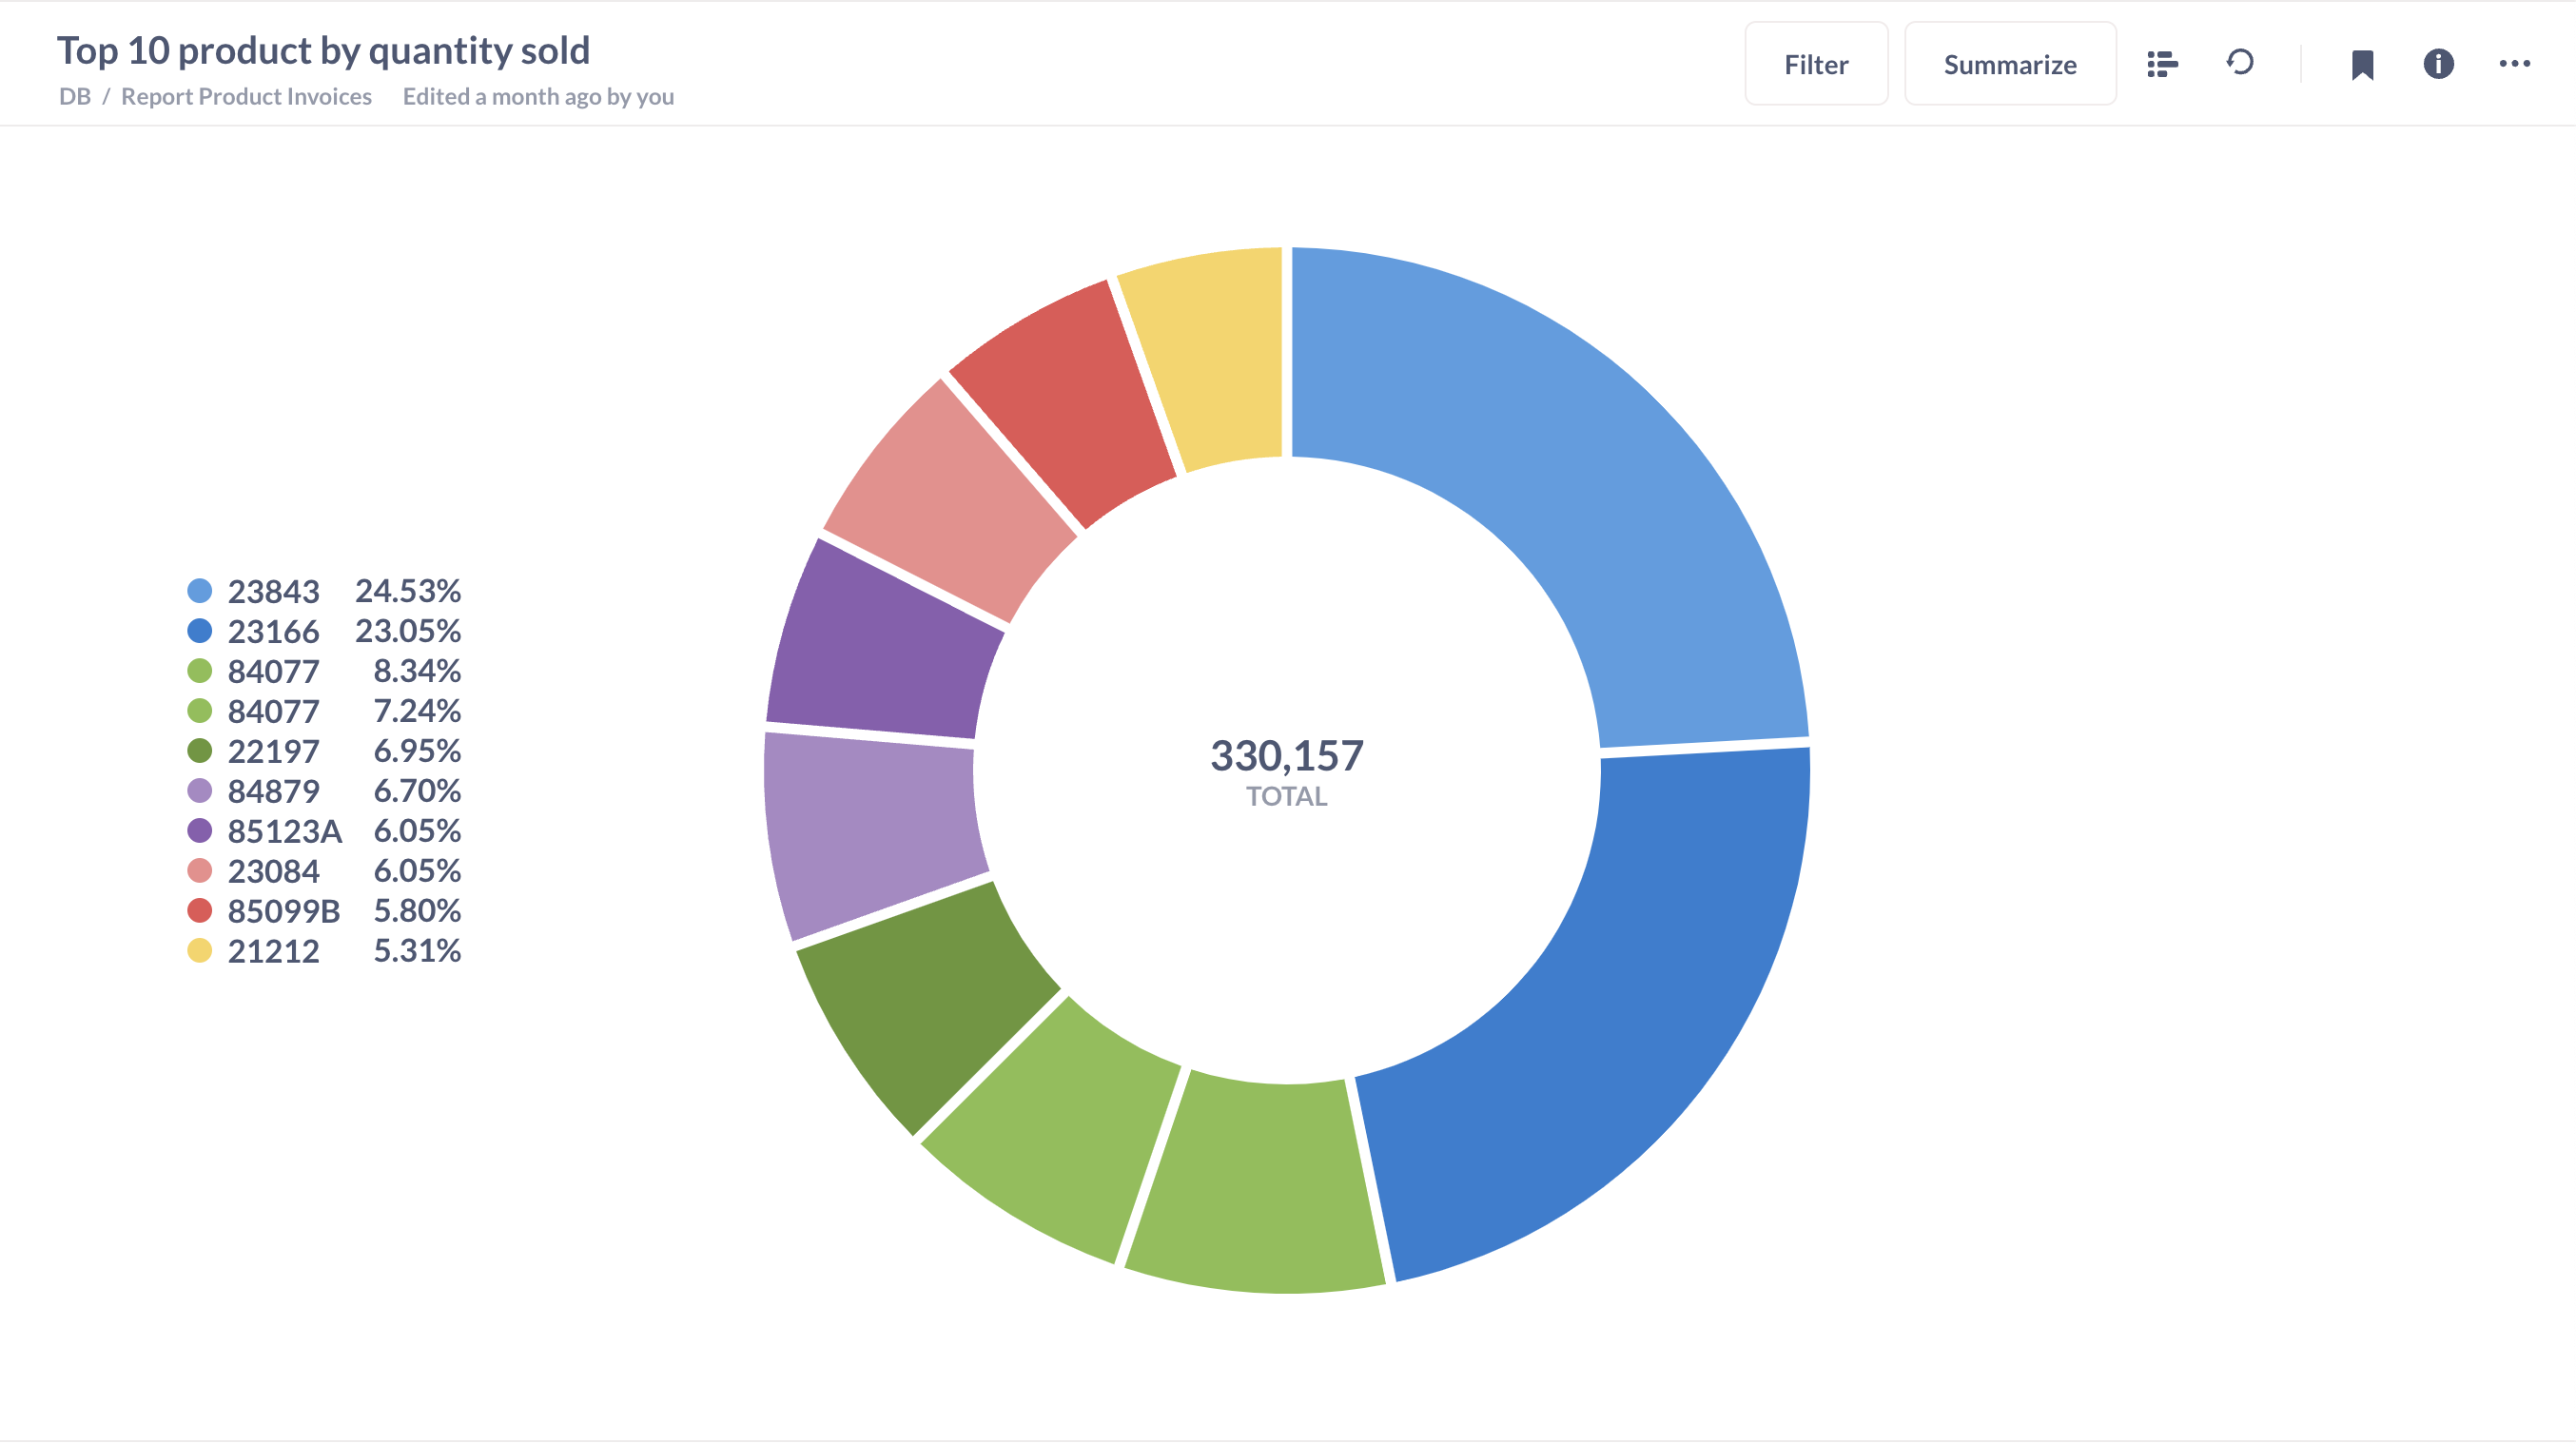 Top 10 product by quantity sold
DB / Report Product Invoices Edited a month ago by you
Filter
Summarize
23843 24.53%
23166 23.05%
84077 8.34%
84077 7.24%
22197 6.95%
84879 6.70%
85123A 6.05%
23084 6.05%
85099B 5.80%
21212 5.31%
330,157
TOTAL